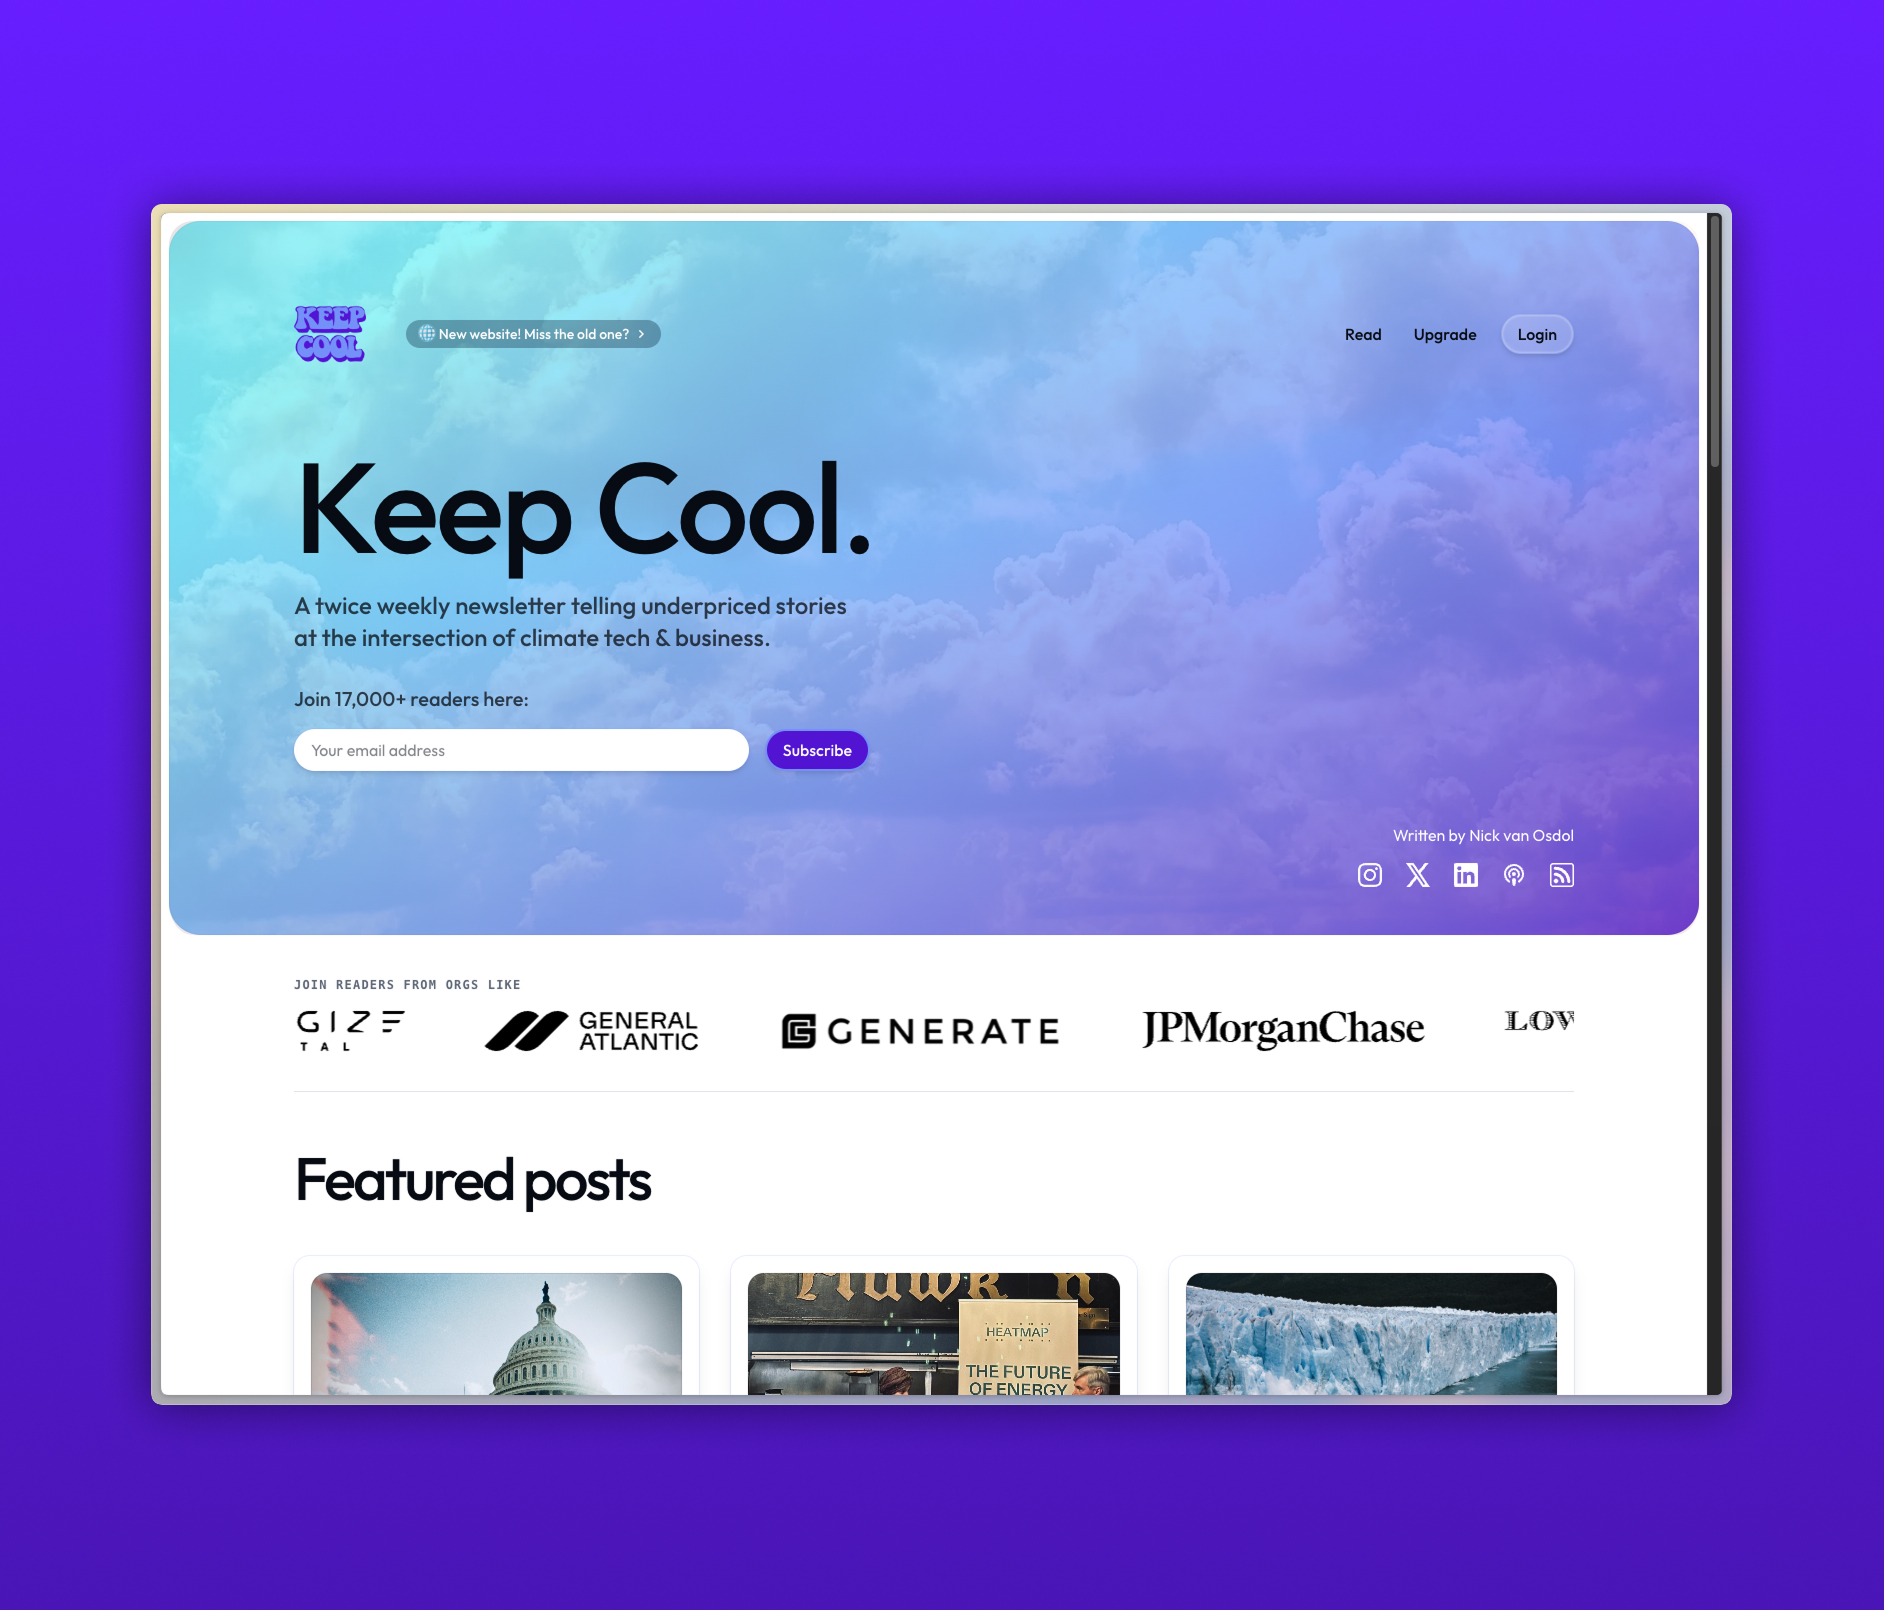 KEEP
COOL
New website! Miss the old one?
Read
Upgrade
Login
Keep Cool.
A twice weekly newsletter telling underpriced stories
at the intersection of climate tech & business.
Join 17,000+ readers here:
Your email address
Subscribe
Written by Nick van Osdol
JOIN READERS FROM ORGS LIKE
GIZE
TAL
GENERAL
ATLANTIC
GENERATE
JPMorganChase
LOW
Featured posts
HEATMAP
THE FUTURE
OF ENERGY